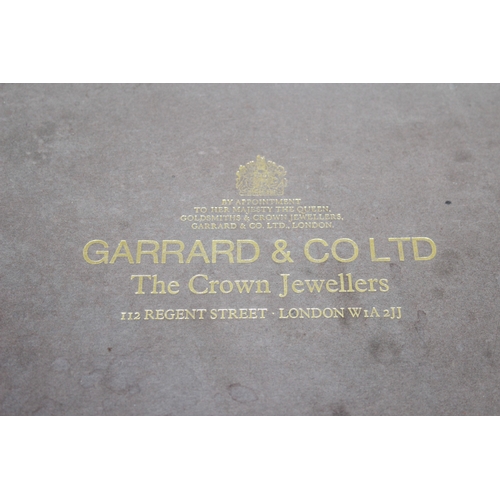 BY APPOINTMENT
TO HER MAJESTY THE QUEEN,
GOLDSMITHS & CROWN JEWELLERS,
GARRARD & CO. LTD., LONDON.
GARRARD & CO LTD
The Crown Jewellers
112 REGENT STREET · LONDON W1A 2JJ